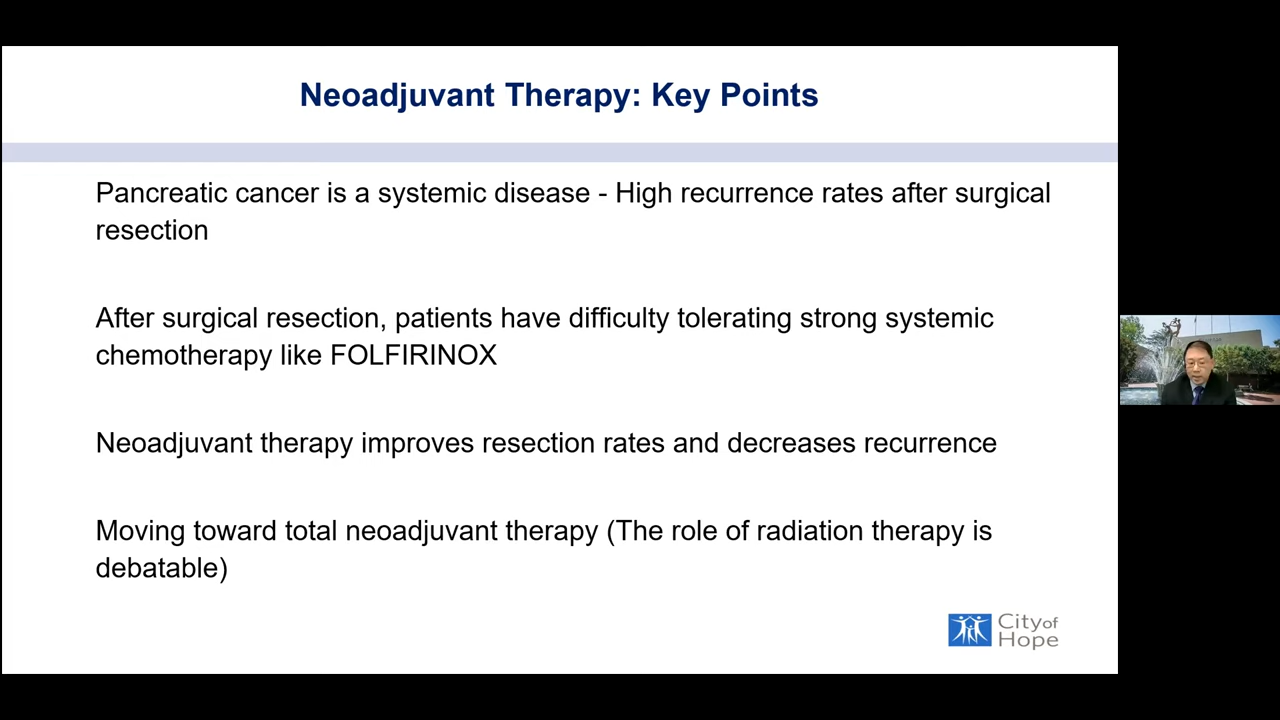 Neoadjuvant Therapy: Key Points
Pancreatic cancer is a systemic disease - High recurrence rates after surgical
resection
After surgical resection, patients have difficulty tolerating strong systemic
chemotherapy like FOLFIRINOX
Neoadjuvant therapy improves resection rates and decreases recurrence
Moving toward total neoadjuvant therapy (The role of radiation therapy is
debatable)
City of
Hope